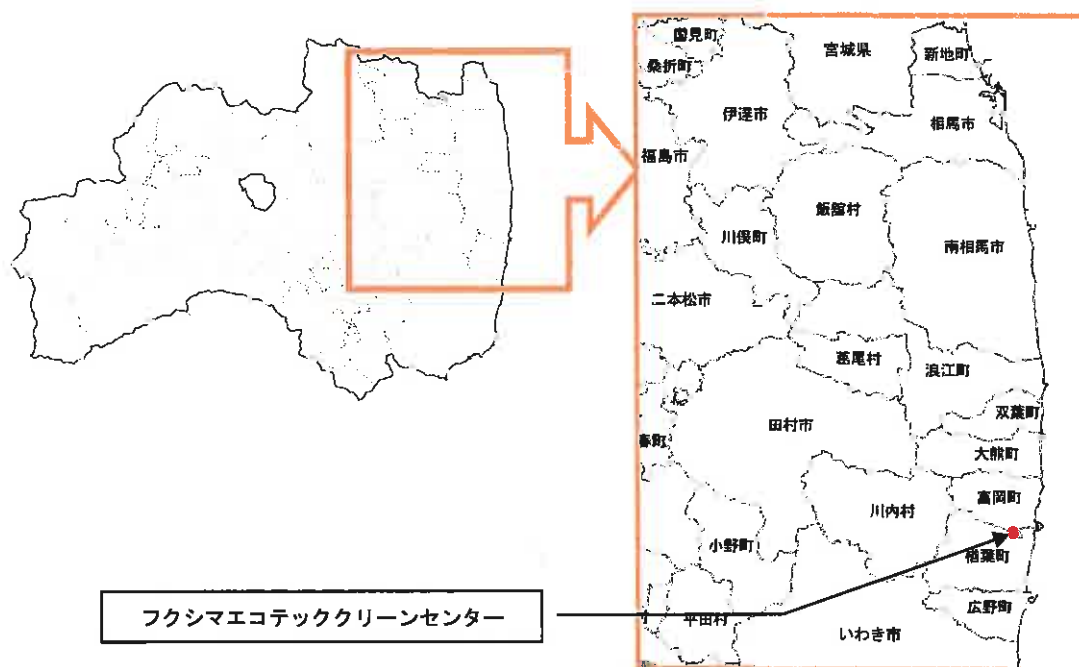 国見町
宮城県
新地町
桑折町
伊達市
相馬市
福島市
飯舘村
川俣町
南相馬市
二本松市
葛尾村
浪江町
双葉町
田村市
春町
大熊町
富岡町
川内村
小野町
楢葉町
広野町
フクシマエコテッククリーンセンター
平田村
いわき市